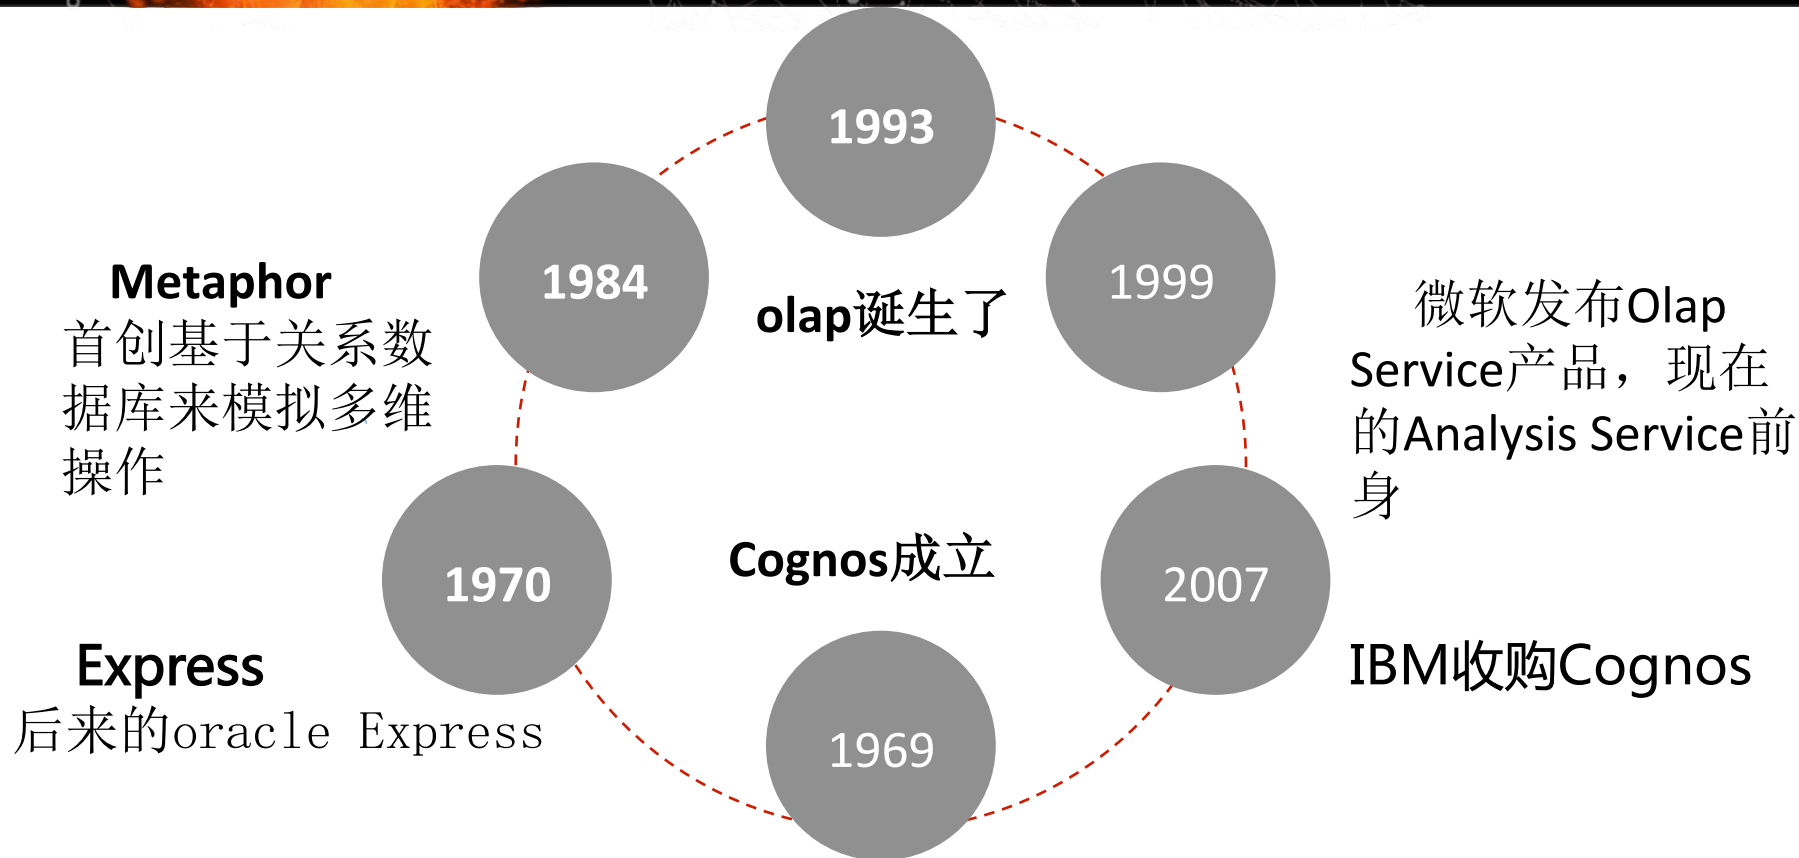 1993
1984
1999
Metaphor
首创基于关系数
据库来模拟多维
操作
olap诞生了
微软发布Olap
Service产品，现在
的Analysis Service前
身
Cognos成立
1970
2007
Express
后来的oracle Express
IBM收购Cognos
1969